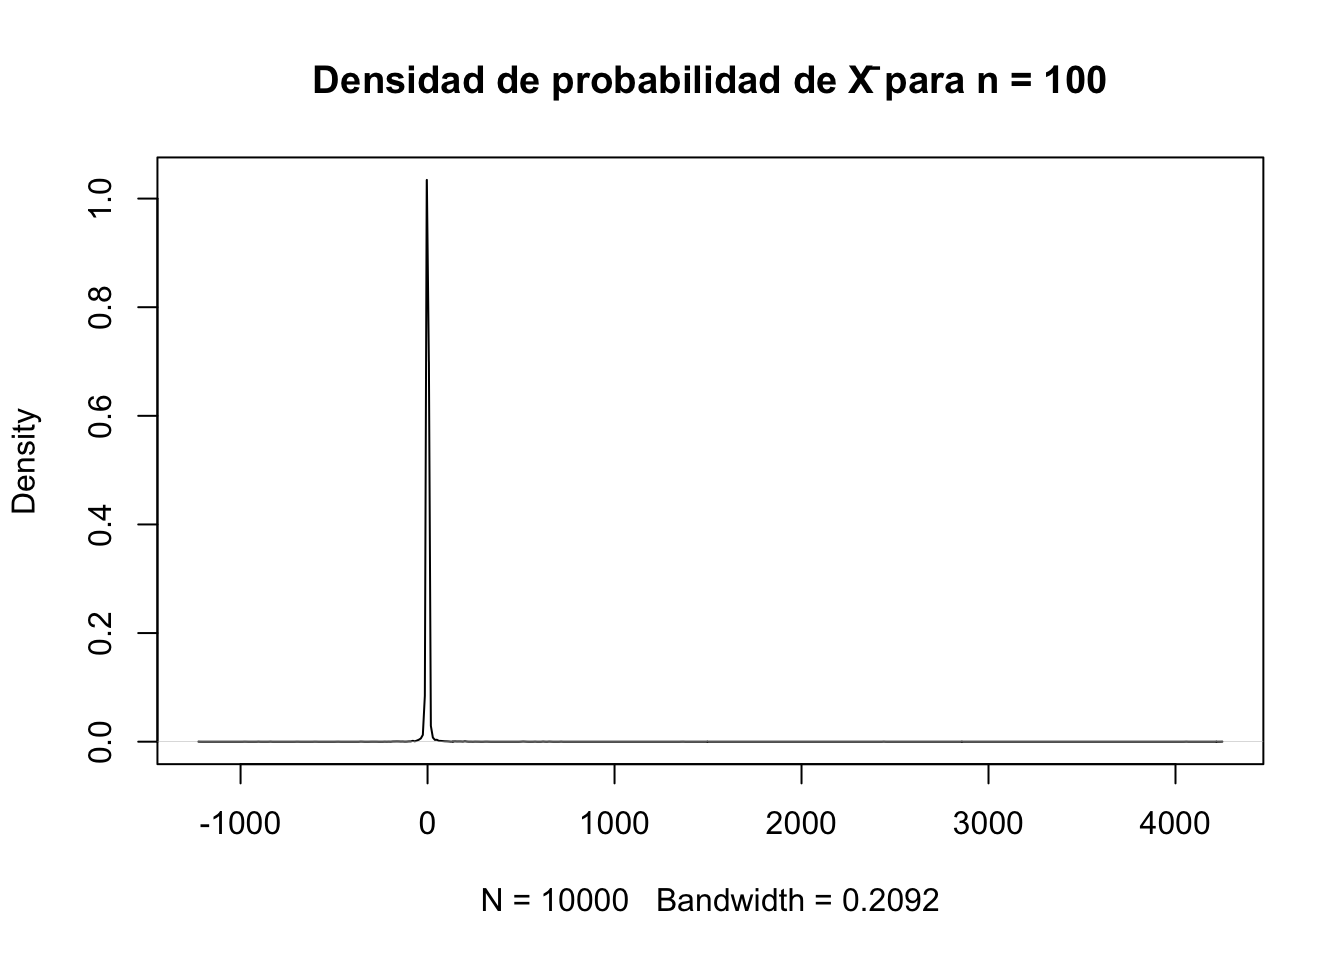 Densidad de probabilidad de X̄ para n = 100
Density
1.0
0.8
0.6
0.4
0.2
0.0
-1000 0 1000 2000 3000 4000
N = 10000 Bandwidth = 0.2092